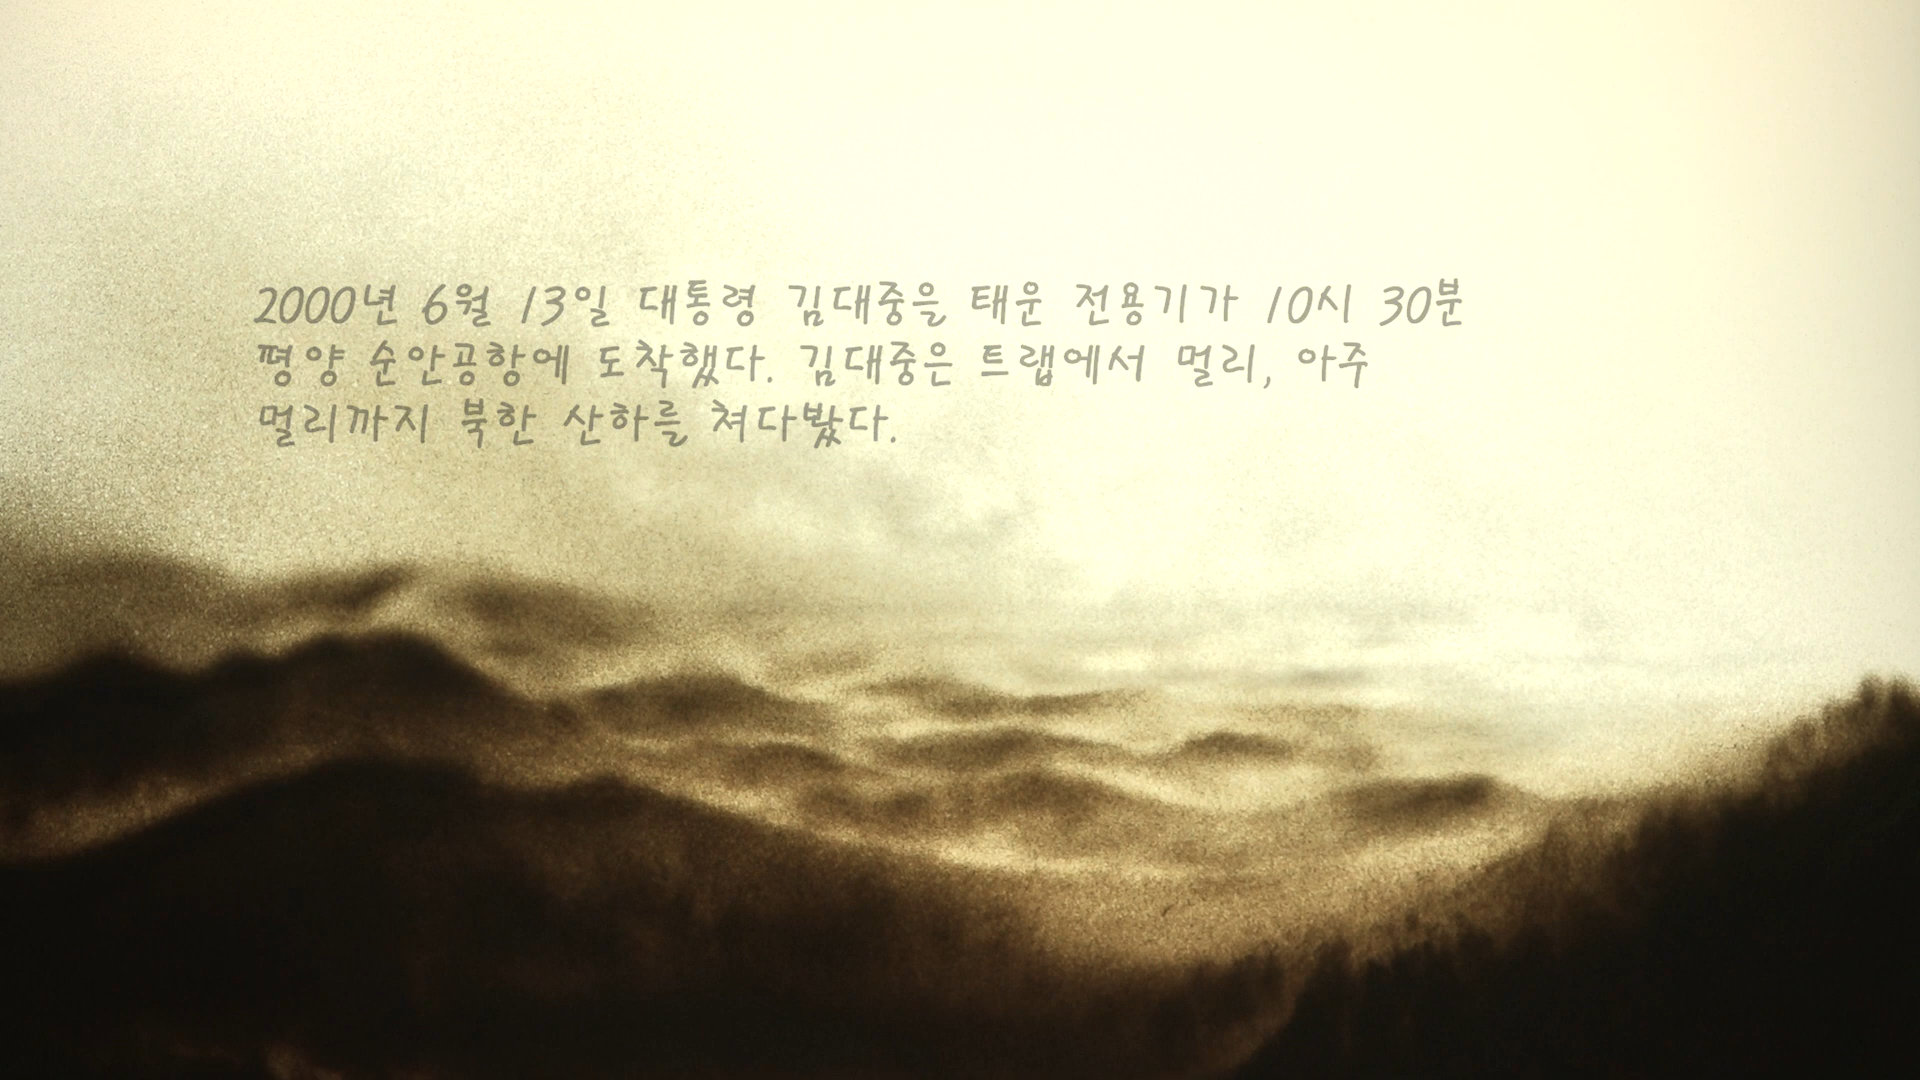 2000년 6월 13일 대통령 김대중을 태운 전용기가 10시 30분
평양 순안공항에 도착했다. 김대중은 트랩에서 멀리, 아주
멀리까지 북한 산하를 쳐다봤다.